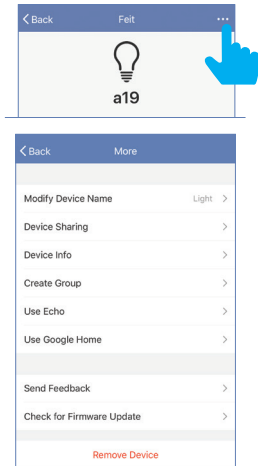 Back Feit ...
a19
Back More
Modify Device Name Light
Device Sharing
Device Info
Create Group
Use Echo
Use Google Home
Send Feedback
Check for Firmware Update
Remove Device